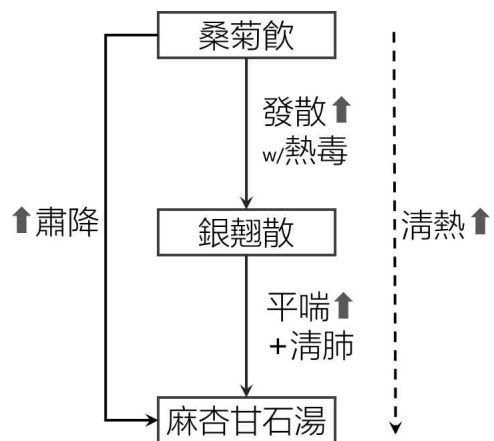 桑菊飲
發散⬆
w/熱毒
⬆肅降
銀翹散
清熱⬆
平喘⬆
+清肺
麻杏甘石湯